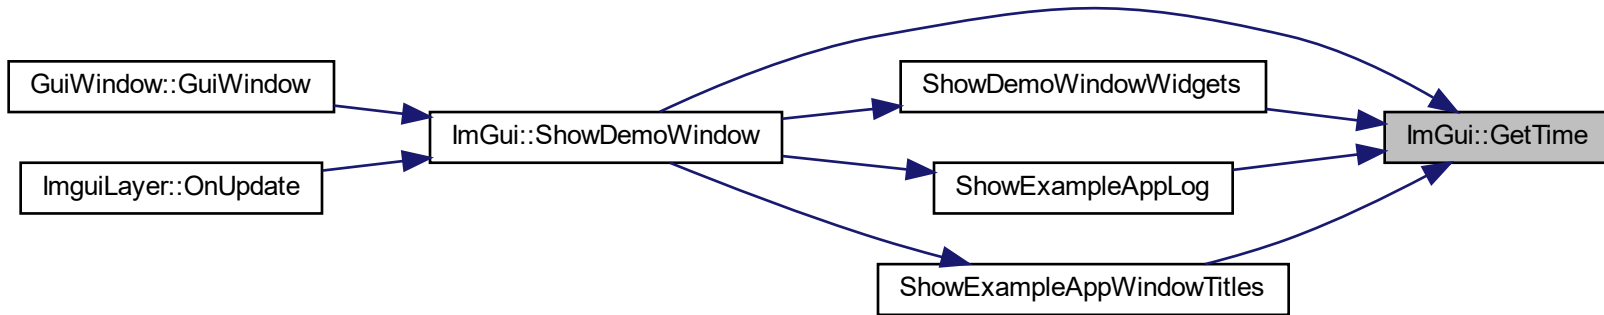 GuiWindow::GuiWindow
ImguiLayer::OnUpdate
ImGui::ShowDemoWindow
ShowDemoWindowWidgets
ShowExampleAppLog
ShowExampleAppWindowTitles
ImGui::GetTime